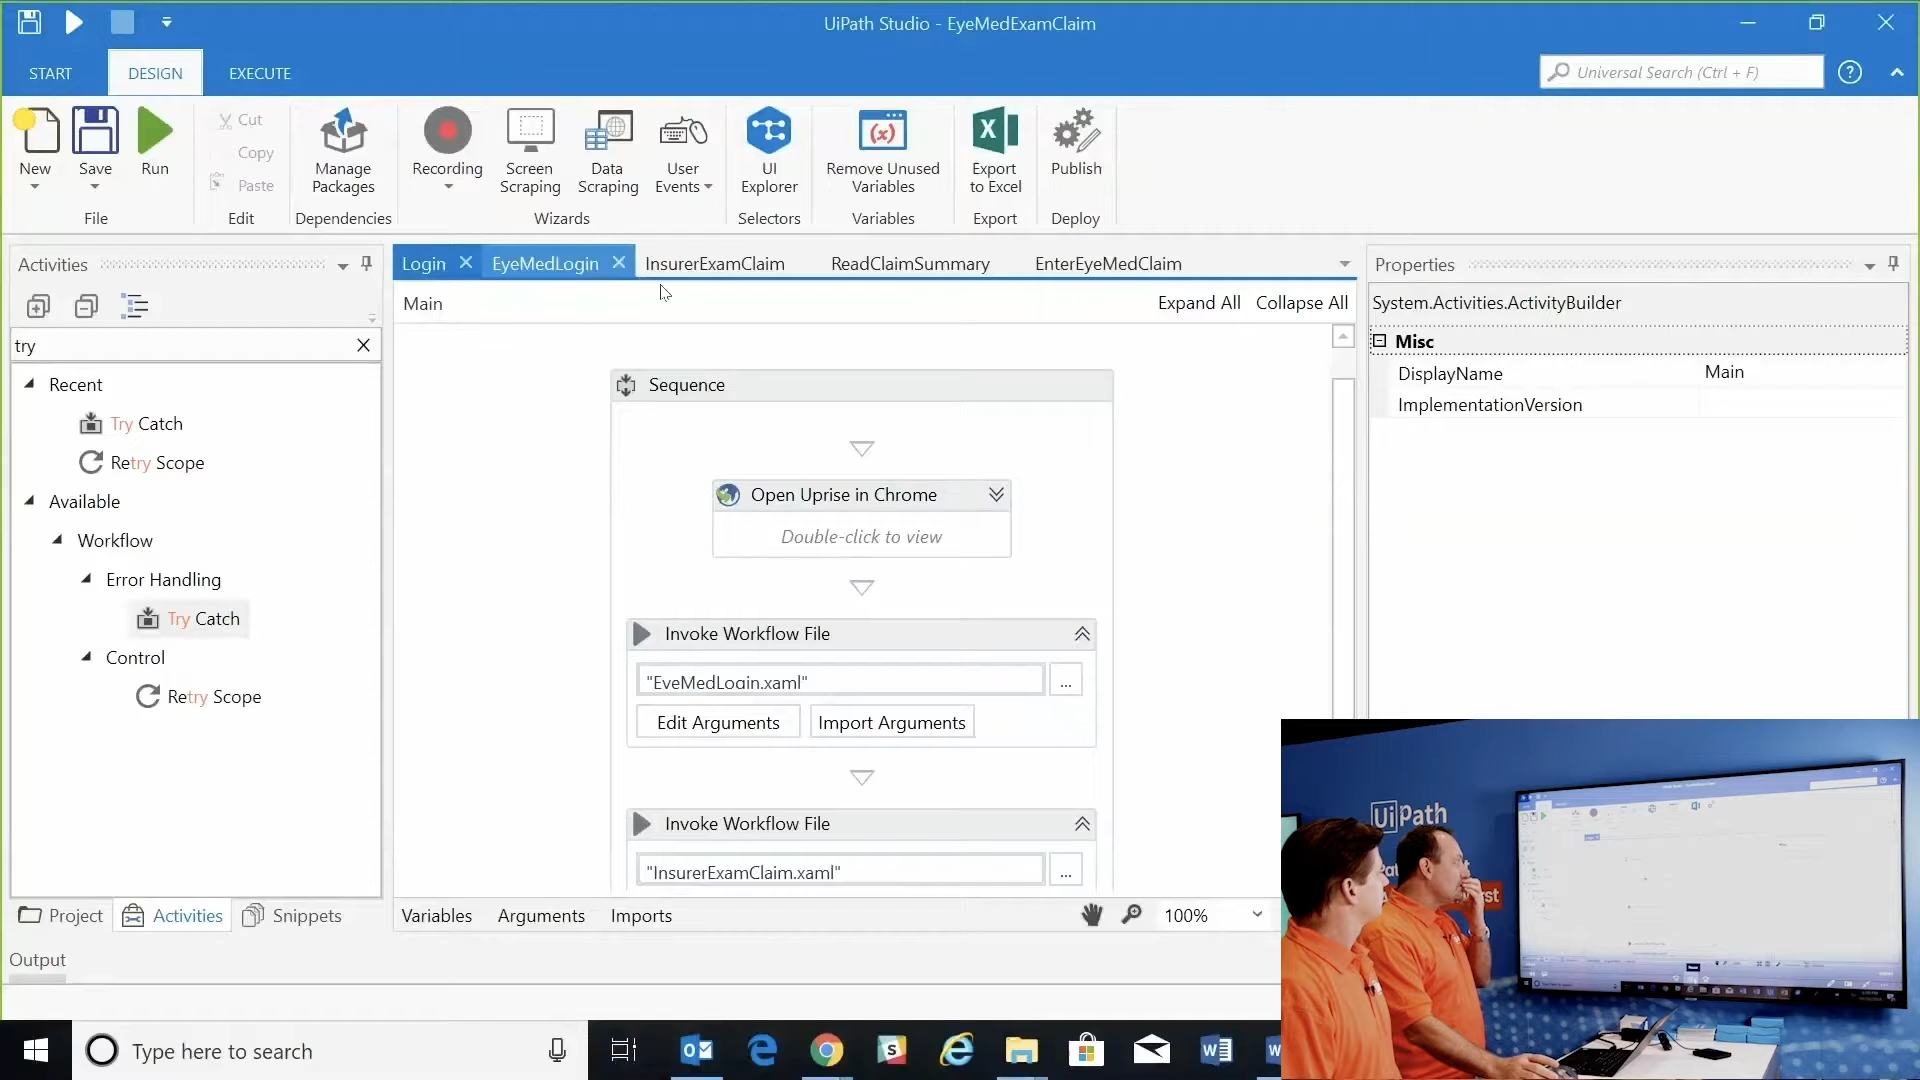 UiPath Studio - EyeMedExamClaim
START
DESIGN
EXECUTE
Universal Search (Ctrl + F)
New
Save
Run
File
Cut
Copy
Paste
Edit
Manage
Packages
Dependencies
Recording
Screen
Scraping
Data
Scraping
User
Events
Wizards
UI
Explorer
Selectors
Remove Unused
Variables
Variables
Export
to Excel
Export
Publish
Deploy
Activities
try
Recent
Try Catch
Retry Scope
Available
Workflow
Error Handling
Try Catch
Control
Retry Scope
Project
Activities
Snippets
Output
Login
EyeMedLogin
InsurerExamClaim
ReadClaimSummary
EnterEyeMedClaim
Main
Expand All
Collapse All
Sequence
Open Uprise in Chrome
Double-click to view
Invoke Workflow File
"EyeMedLogin.xaml"
...
Edit Arguments
Import Arguments
Invoke Workflow File
"InsurerExamClaim.xaml"
...
Variables
Arguments
Imports
100%
Properties
System.Activities.ActivityBuilder
Misc
DisplayName
Main
ImplementationVersion
UiPath
Type here to search